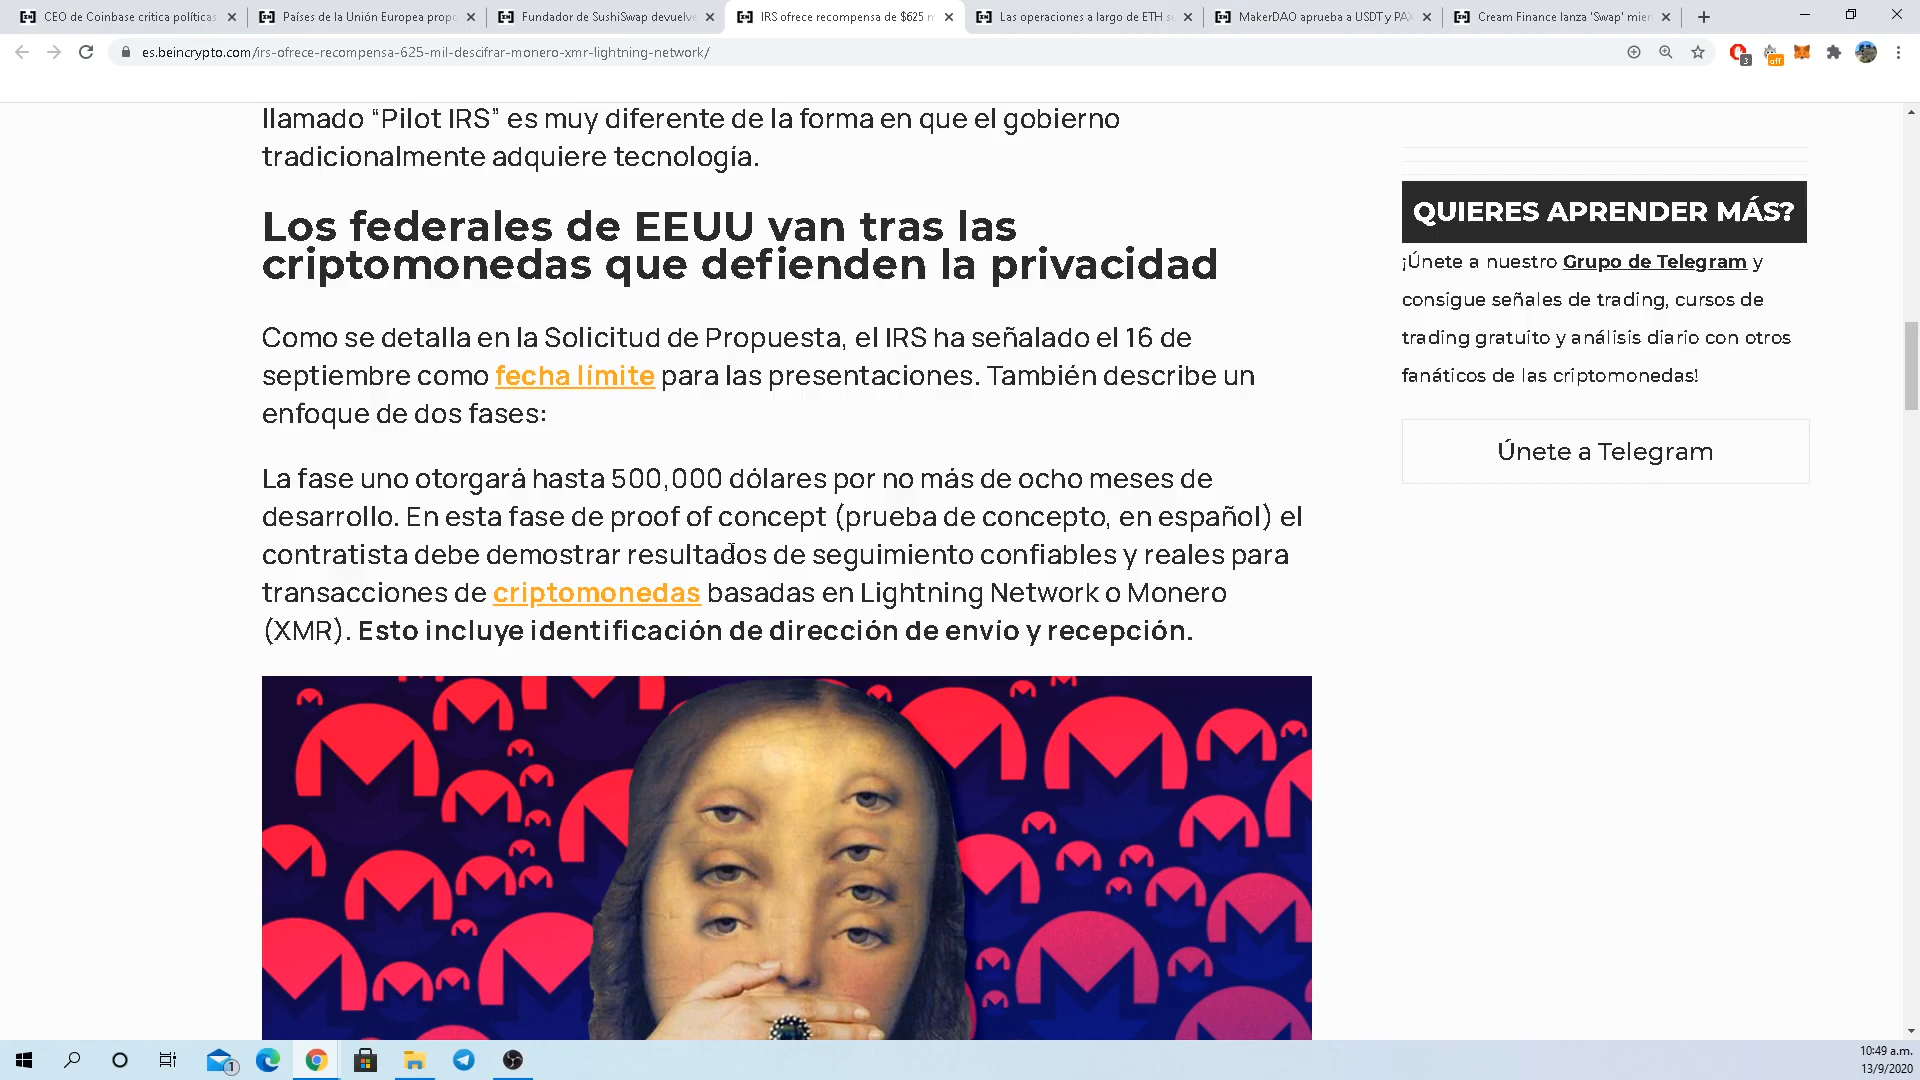 CEO de Coinbase critica políticas
Países de la Unión Europea propo
Fundador de SushiSwap devuelve
IRS ofrece recompensa de $625 m
Las operaciones a largo de ETH su
MakerDAO aprueba a USDT y PAX
Cream Finance lanza 'Swap' mien
es.beincrypto.com/irs-ofrece-recompensa-625-mil-descifrar-monero-xmr-lightning-network/
3
off
llamado “Pilot IRS” es muy diferente de la forma en que el gobierno
tradicionalmente adquiere tecnología.
Los federales de EEUU van tras las
criptomonedas que defienden la privacidad
Como se detalla en la Solicitud de Propuesta, el IRS ha señalado el 16 de
septiembre como fecha límite para las presentaciones. También describe un
enfoque de dos fases:
La fase uno otorgará hasta 500,000 dólares por no más de ocho meses de
desarrollo. En esta fase de proof of concept (prueba de concepto, en español) el
contratista debe demostrar resultados de seguimiento confiables y reales para
transacciones de criptomonedas basadas en Lightning Network o Monero
(XMR). Esto incluye identificación de dirección de envío y recepción.
QUIERES APRENDER MÁS?
¡Únete a nuestro Grupo de Telegram y
consigue señales de trading, cursos de
trading gratuito y análisis diario con otros
fanáticos de las criptomonedas!
Únete a Telegram
1
10:49 a.m.
13/9/2020